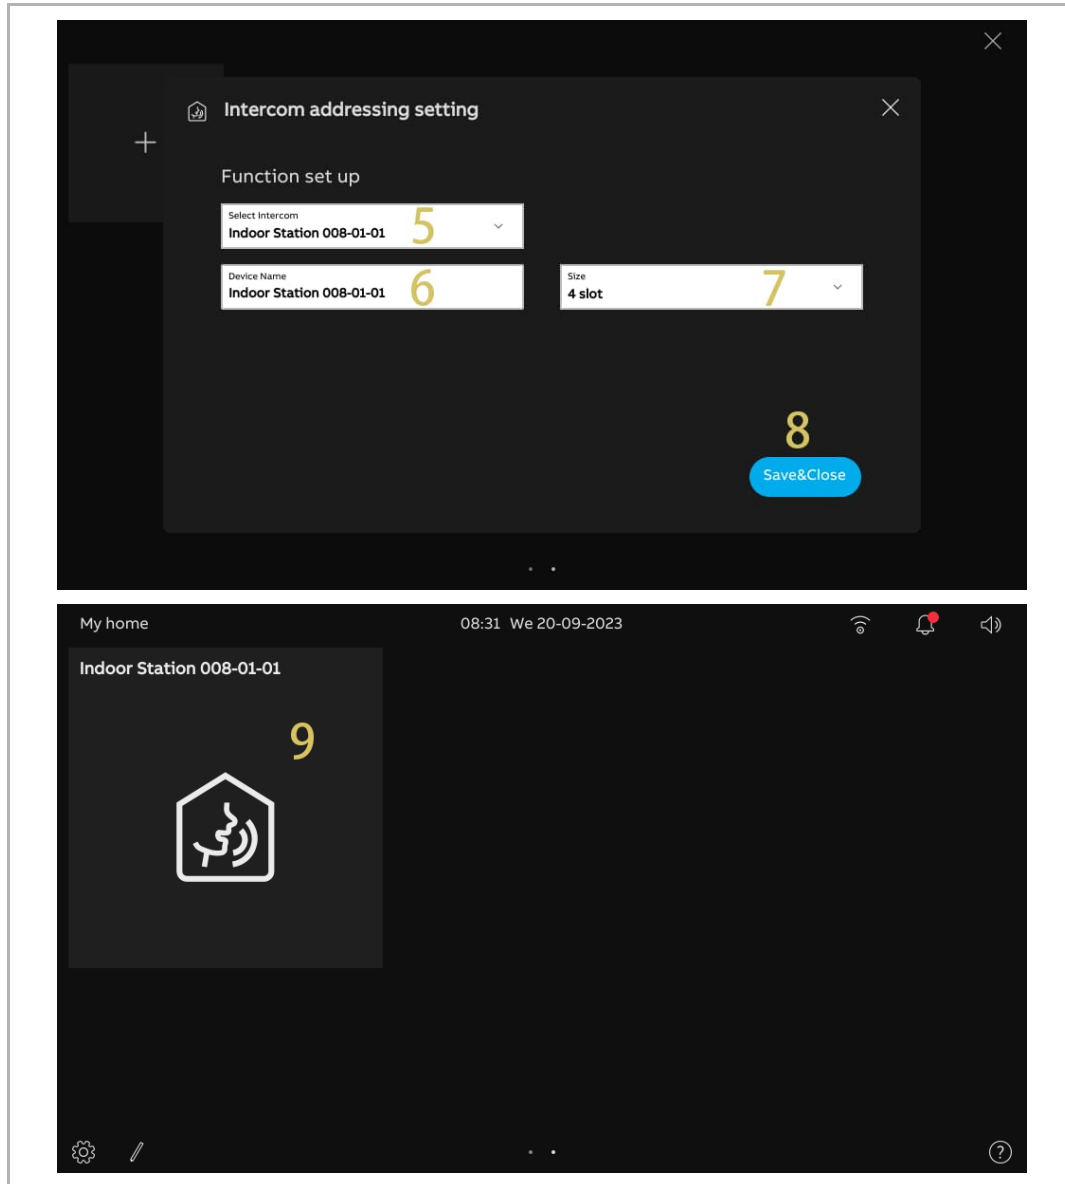 Intercom addressing setting
Function set up
Select Intercom
Indoor Station 008-01-01
5
Device Name
Indoor Station 008-01-01
6
Size
4 slot
7
8
Save&Close
My home
08:31 We 20-09-2023
Indoor Station 008-01-01
9
?